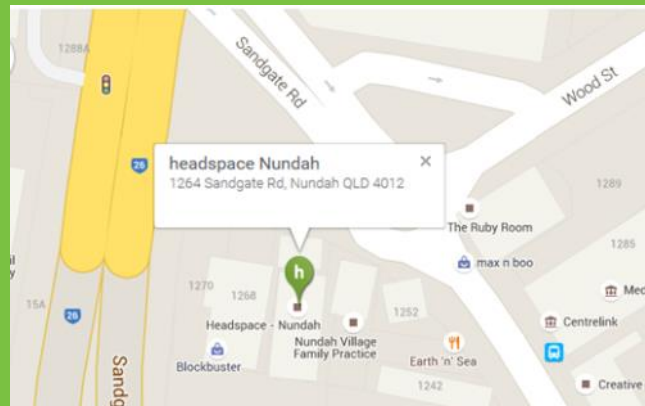 1288A
Sandgate Rd
Wood St
26
headspace Nundah ×
1264 Sandgate Rd, Nundah QLD 4012
1289
The Ruby Room
1285
max n boo
h
1270
1268
15A
26
Headspace - Nundah
1252
Centrelink
Nundah Village
Family Practice
Earth 'n' Sea
Blockbuster
1242
Creative